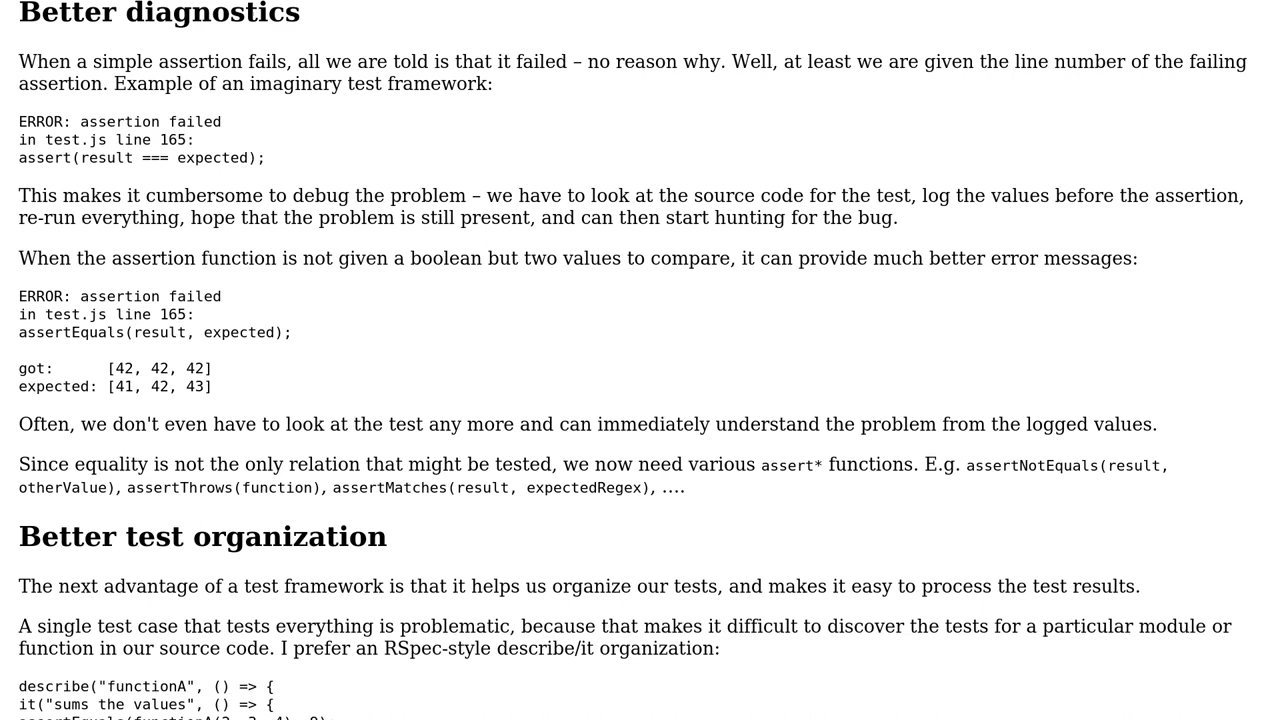 Better diagnostics
When a simple assertion fails, all we are told is that it failed – no reason why. Well, at least we are given the line number of the failing
assertion. Example of an imaginary test framework:
ERROR: assertion failed
in test.js line 165:
assert(result === expected);
This makes it cumbersome to debug the problem – we have to look at the source code for the test, log the values before the assertion,
re-run everything, hope that the problem is still present, and can then start hunting for the bug.
When the assertion function is not given a boolean but two values to compare, it can provide much better error messages:
ERROR: assertion failed
in test.js line 165:
assertEquals(result, expected);
got:      [42, 42, 42]
expected: [41, 42, 43]
Often, we don't even have to look at the test any more and can immediately understand the problem from the logged values.
Since equality is not the only relation that might be tested, we now need various assert* functions. E.g. assertNotEquals(result,
otherValue), assertThrows(function), assertMatches(result, expectedRegex), ….
Better test organization
The next advantage of a test framework is that it helps us organize our tests, and makes it easy to process the test results.
A single test case that tests everything is problematic, because that makes it difficult to discover the tests for a particular module or
function in our source code. I prefer an RSpec-style describe/it organization:
describe("functionA", () => {
it("sums the values", () => {